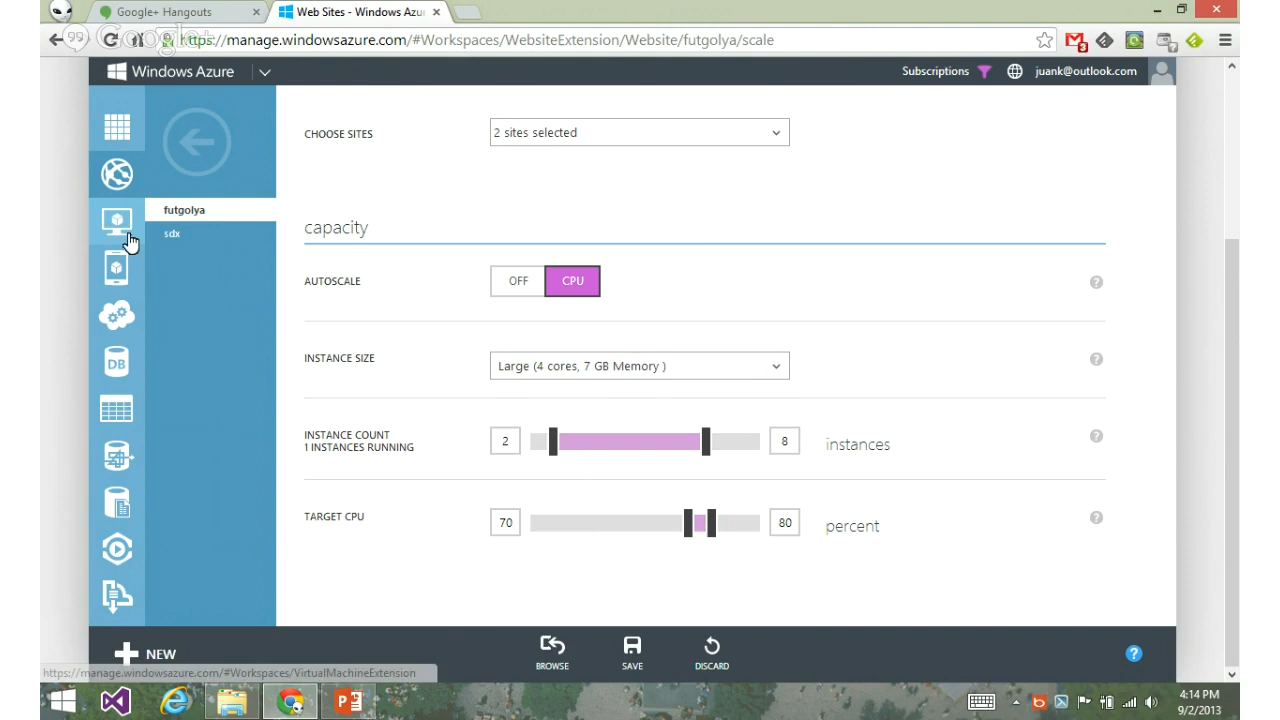 Google+ Hangouts
Web Sites - Windows Azu
99
Google+
https://manage.windowsazure.com/#Workspaces/WebsiteExtension/Website/futgolya/scale
Windows Azure
Subscriptions
juank@outlook.com
CHOOSE SITES
2 sites selected
futgolya
sdx
capacity
AUTOSCALE
OFF
CPU
INSTANCE SIZE
Large (4 cores, 7 GB Memory )
INSTANCE COUNT
1 INSTANCES RUNNING
2
8
instances
TARGET CPU
70
80
percent
DB
NEW
BROWSE
SAVE
DISCARD
https://manage.windowsazure.com/#Workspaces/VirtualMachineExtension
4:14 PM
9/2/2013